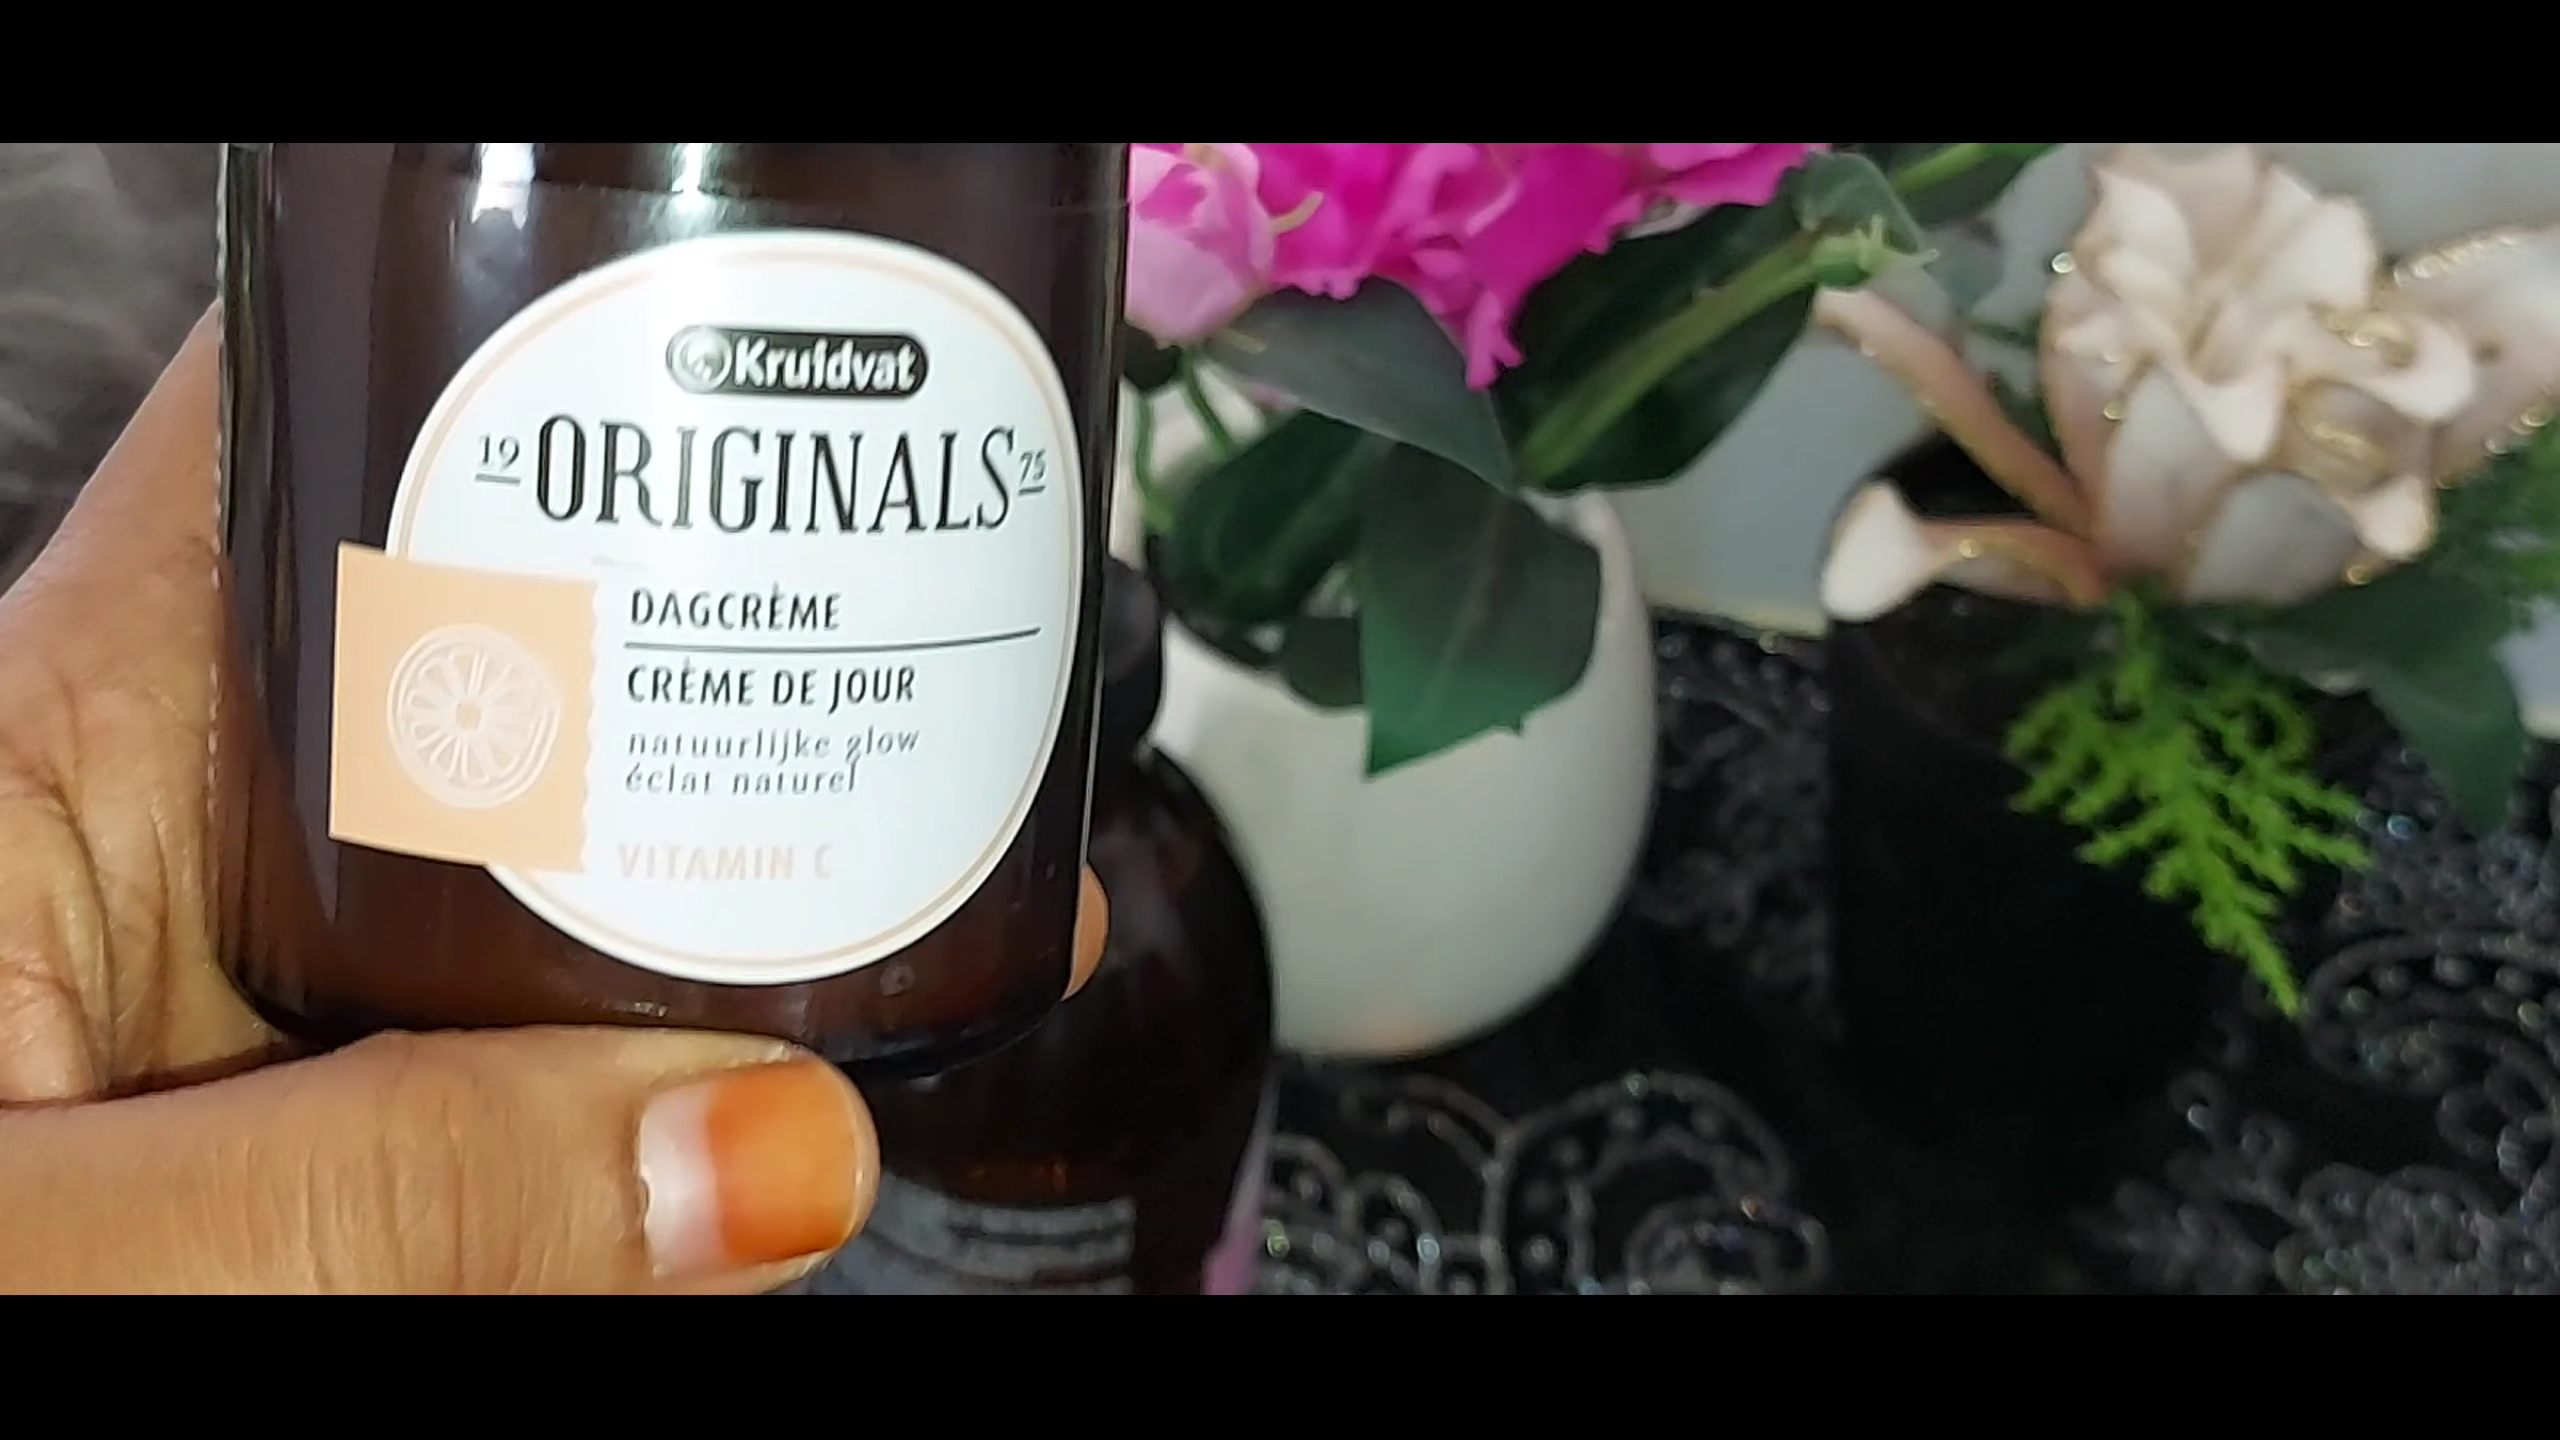 Kruidvat
19 ORIGINALS 75
DAGCRÈME
CRÈME DE JOUR
natuurlijke glow
éclat naturel
VITAMIN C